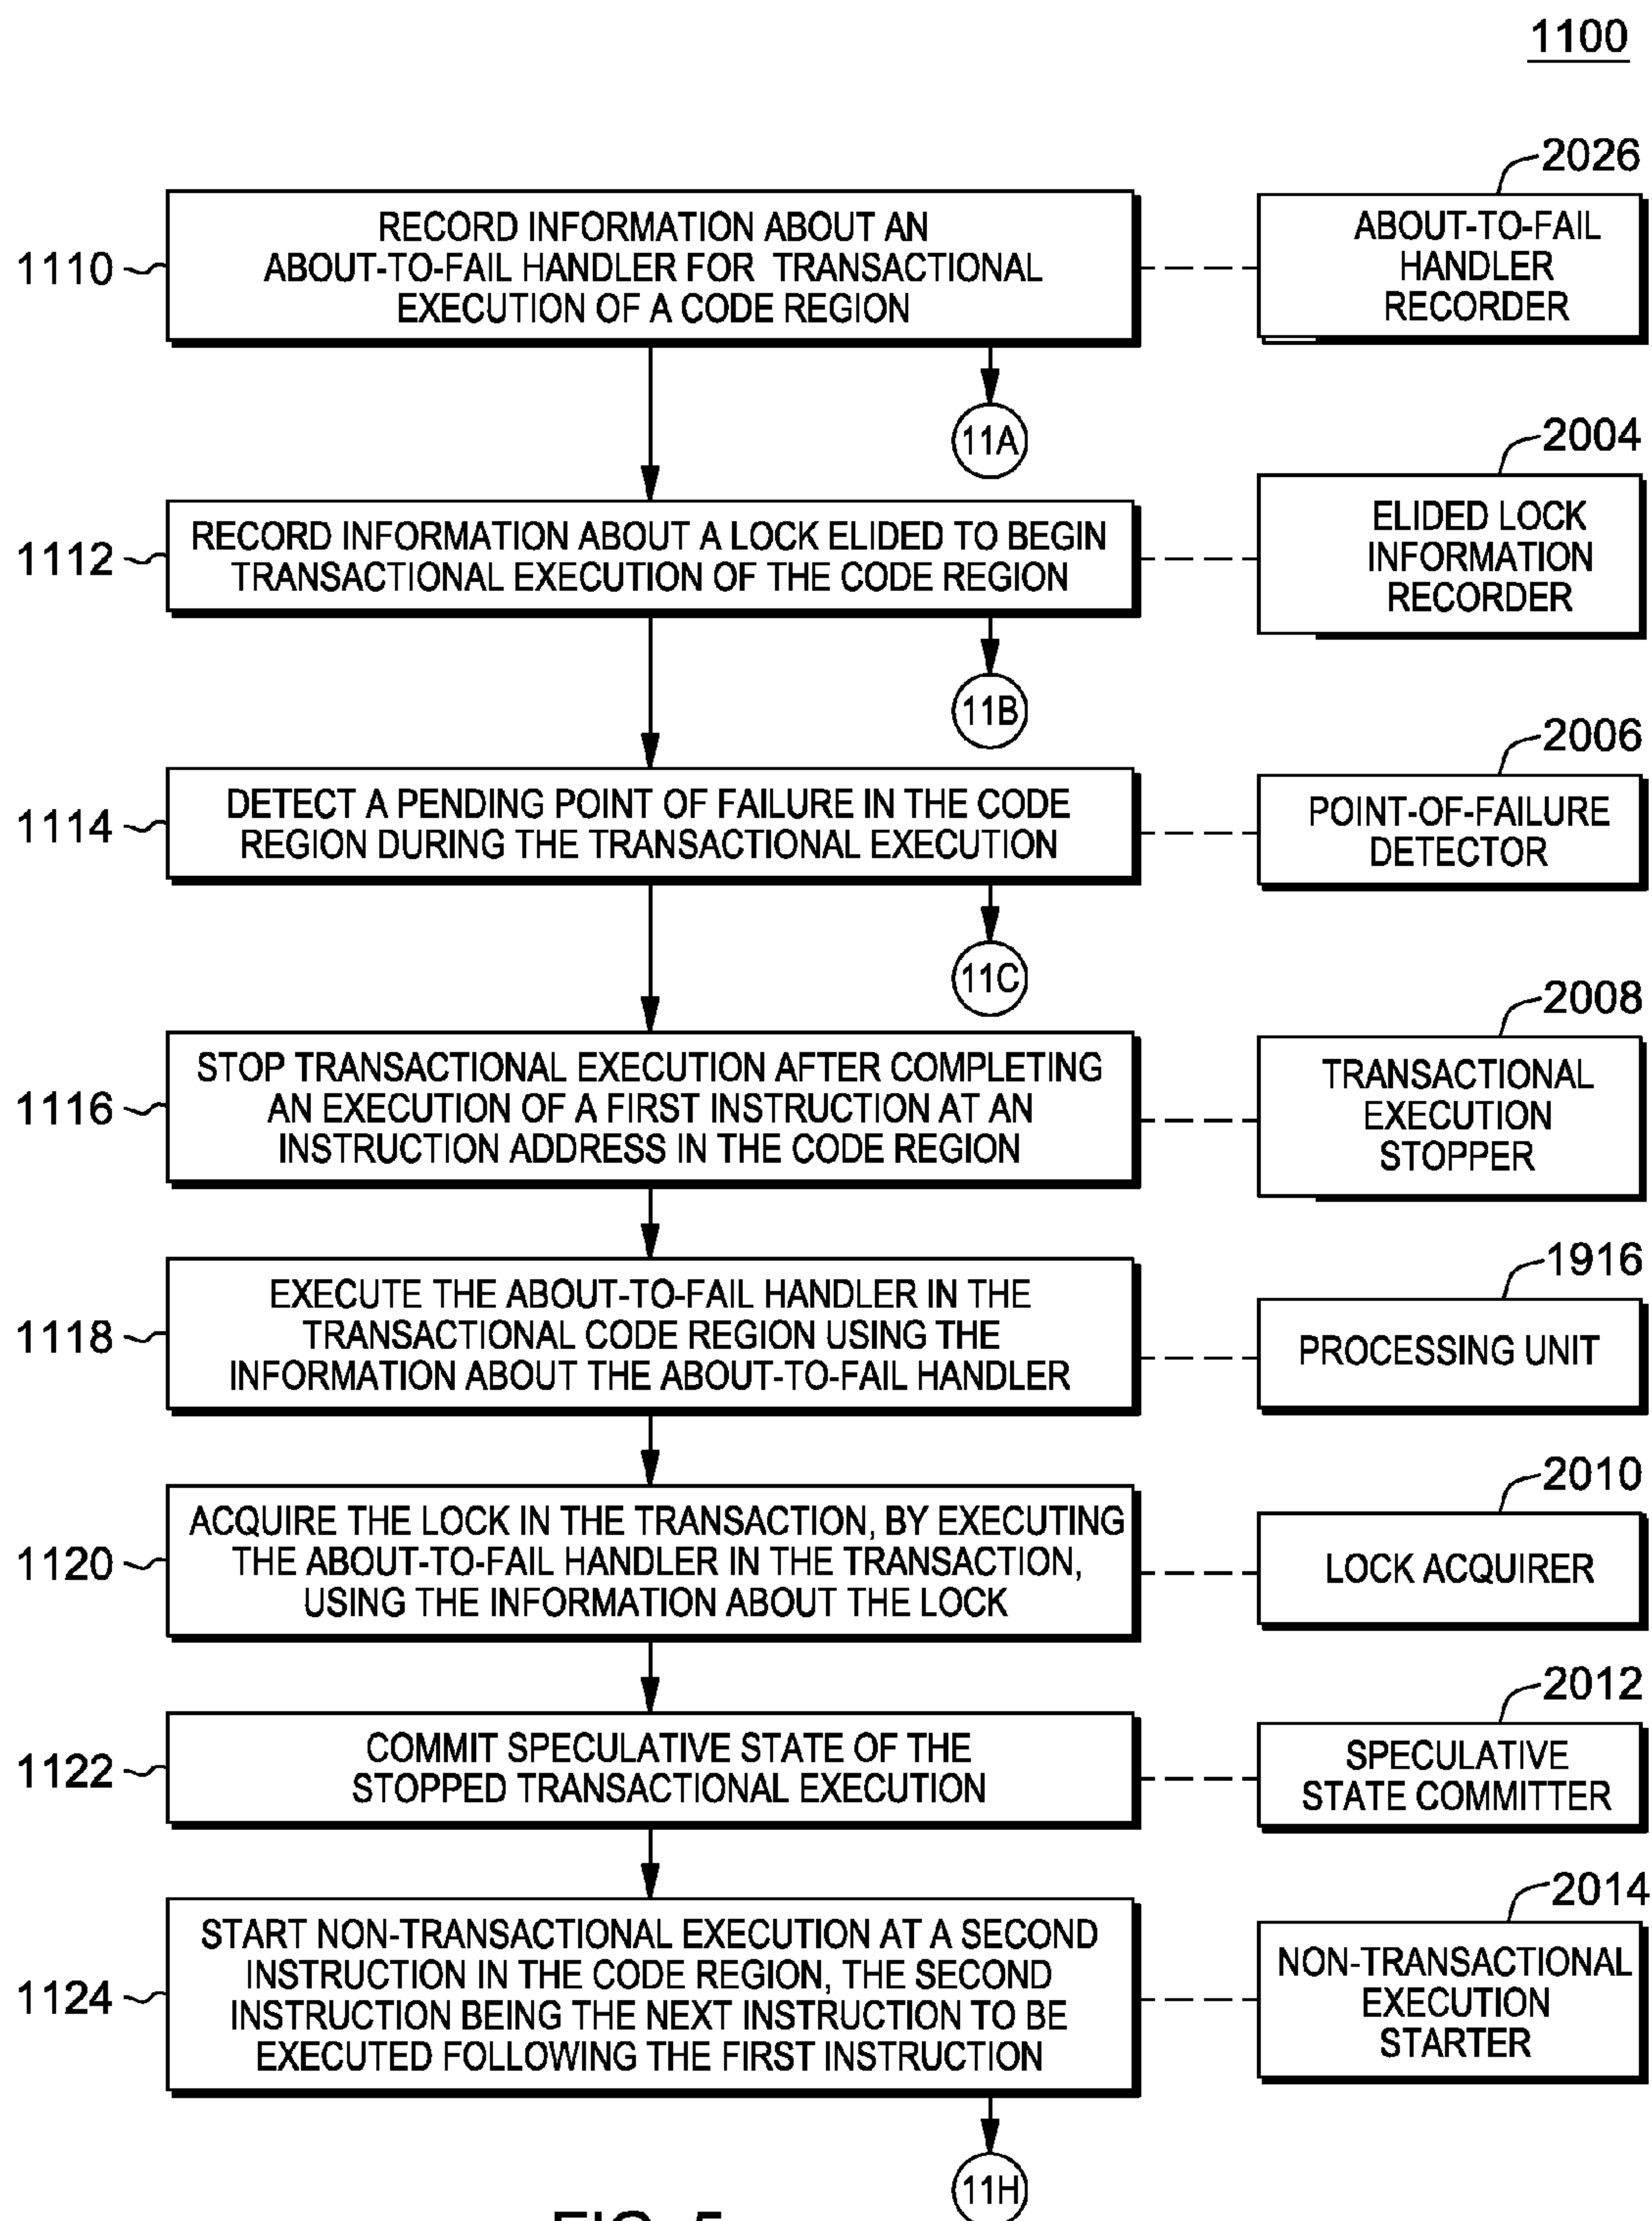 1100
1110
RECORD INFORMATION ABOUT AN
ABOUT-TO-FAIL HANDLER FOR TRANSACTIONAL
EXECUTION OF A CODE REGION
2026
ABOUT-TO-FAIL
HANDLER
RECORDER
11A
1112
RECORD INFORMATION ABOUT A LOCK ELIDED TO BEGIN
TRANSACTIONAL EXECUTION OF THE CODE REGION
2004
ELIDED LOCK
INFORMATION
RECORDER
11B
1114
DETECT A PENDING POINT OF FAILURE IN THE CODE
REGION DURING THE TRANSACTIONAL EXECUTION
2006
POINT-OF-FAILURE
DETECTOR
11C
1116
STOP TRANSACTIONAL EXECUTION AFTER COMPLETING
AN EXECUTION OF A FIRST INSTRUCTION AT AN
INSTRUCTION ADDRESS IN THE CODE REGION
2008
TRANSACTIONAL
EXECUTION
STOPPER
1118
EXECUTE THE ABOUT-TO-FAIL HANDLER IN THE
TRANSACTIONAL CODE REGION USING THE
INFORMATION ABOUT THE ABOUT-TO-FAIL HANDLER
1916
PROCESSING UNIT
1120
ACQUIRE THE LOCK IN THE TRANSACTION, BY EXECUTING
THE ABOUT-TO-FAIL HANDLER IN THE TRANSACTION,
USING THE INFORMATION ABOUT THE LOCK
2010
LOCK ACQUIRER
1122
COMMIT SPECULATIVE STATE OF THE
STOPPED TRANSACTIONAL EXECUTION
2012
SPECULATIVE
STATE COMMITTER
1124
START NON-TRANSACTIONAL EXECUTION AT A SECOND
INSTRUCTION IN THE CODE REGION, THE SECOND
INSTRUCTION BEING THE NEXT INSTRUCTION TO BE
EXECUTED FOLLOWING THE FIRST INSTRUCTION
2014
NON-TRANSACTIONAL
EXECUTION
STARTER
11H